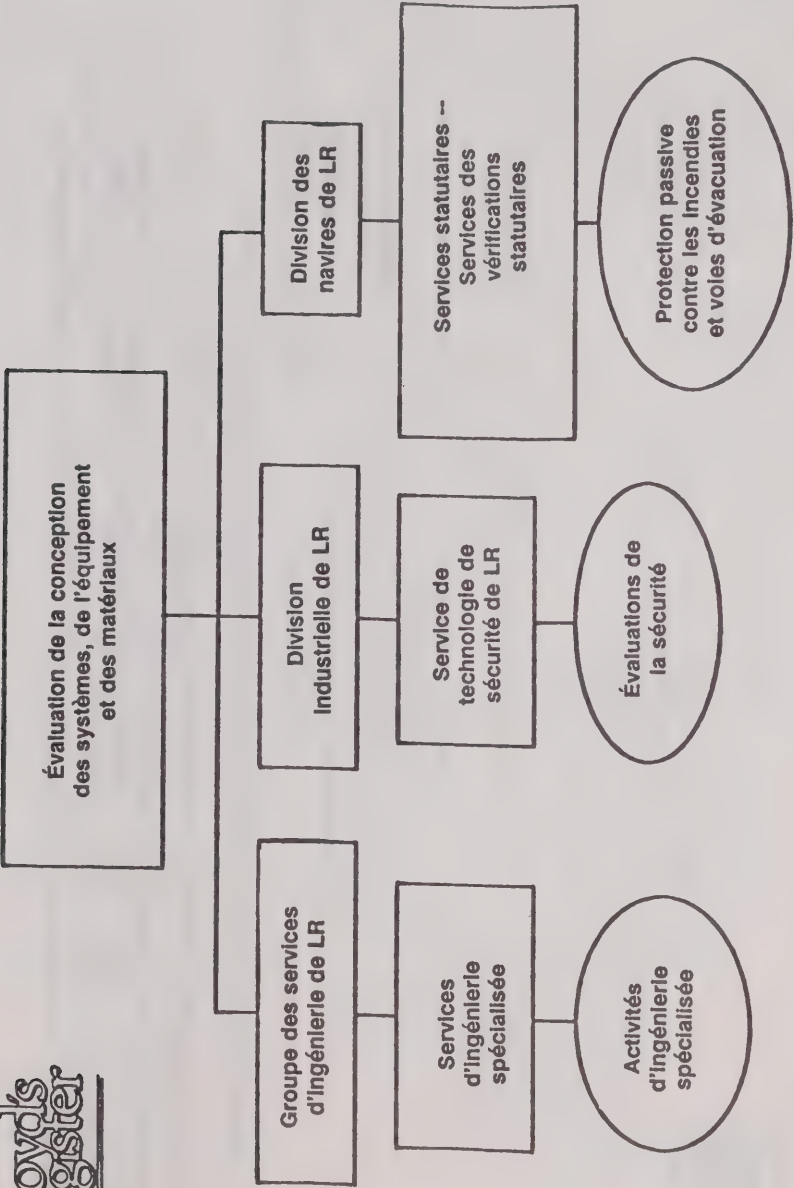 oyd's
gister
Évaluation de la conception
des systèmes, de l'équipement
et des matériaux
Groupe des services
d'ingénierie de LR
Services
d'ingénierie
spécialisée
Activités
d'ingénierie
spécialisée
Division
Industrielle de LR
Service de
technologie de
sécurité de LR
Évaluations de
la sécurité
Division des
navires de LR
Services statutaires --
Services des
vérifications
statutaires
Protection passive
contre les incendies
et voies d'évacuation